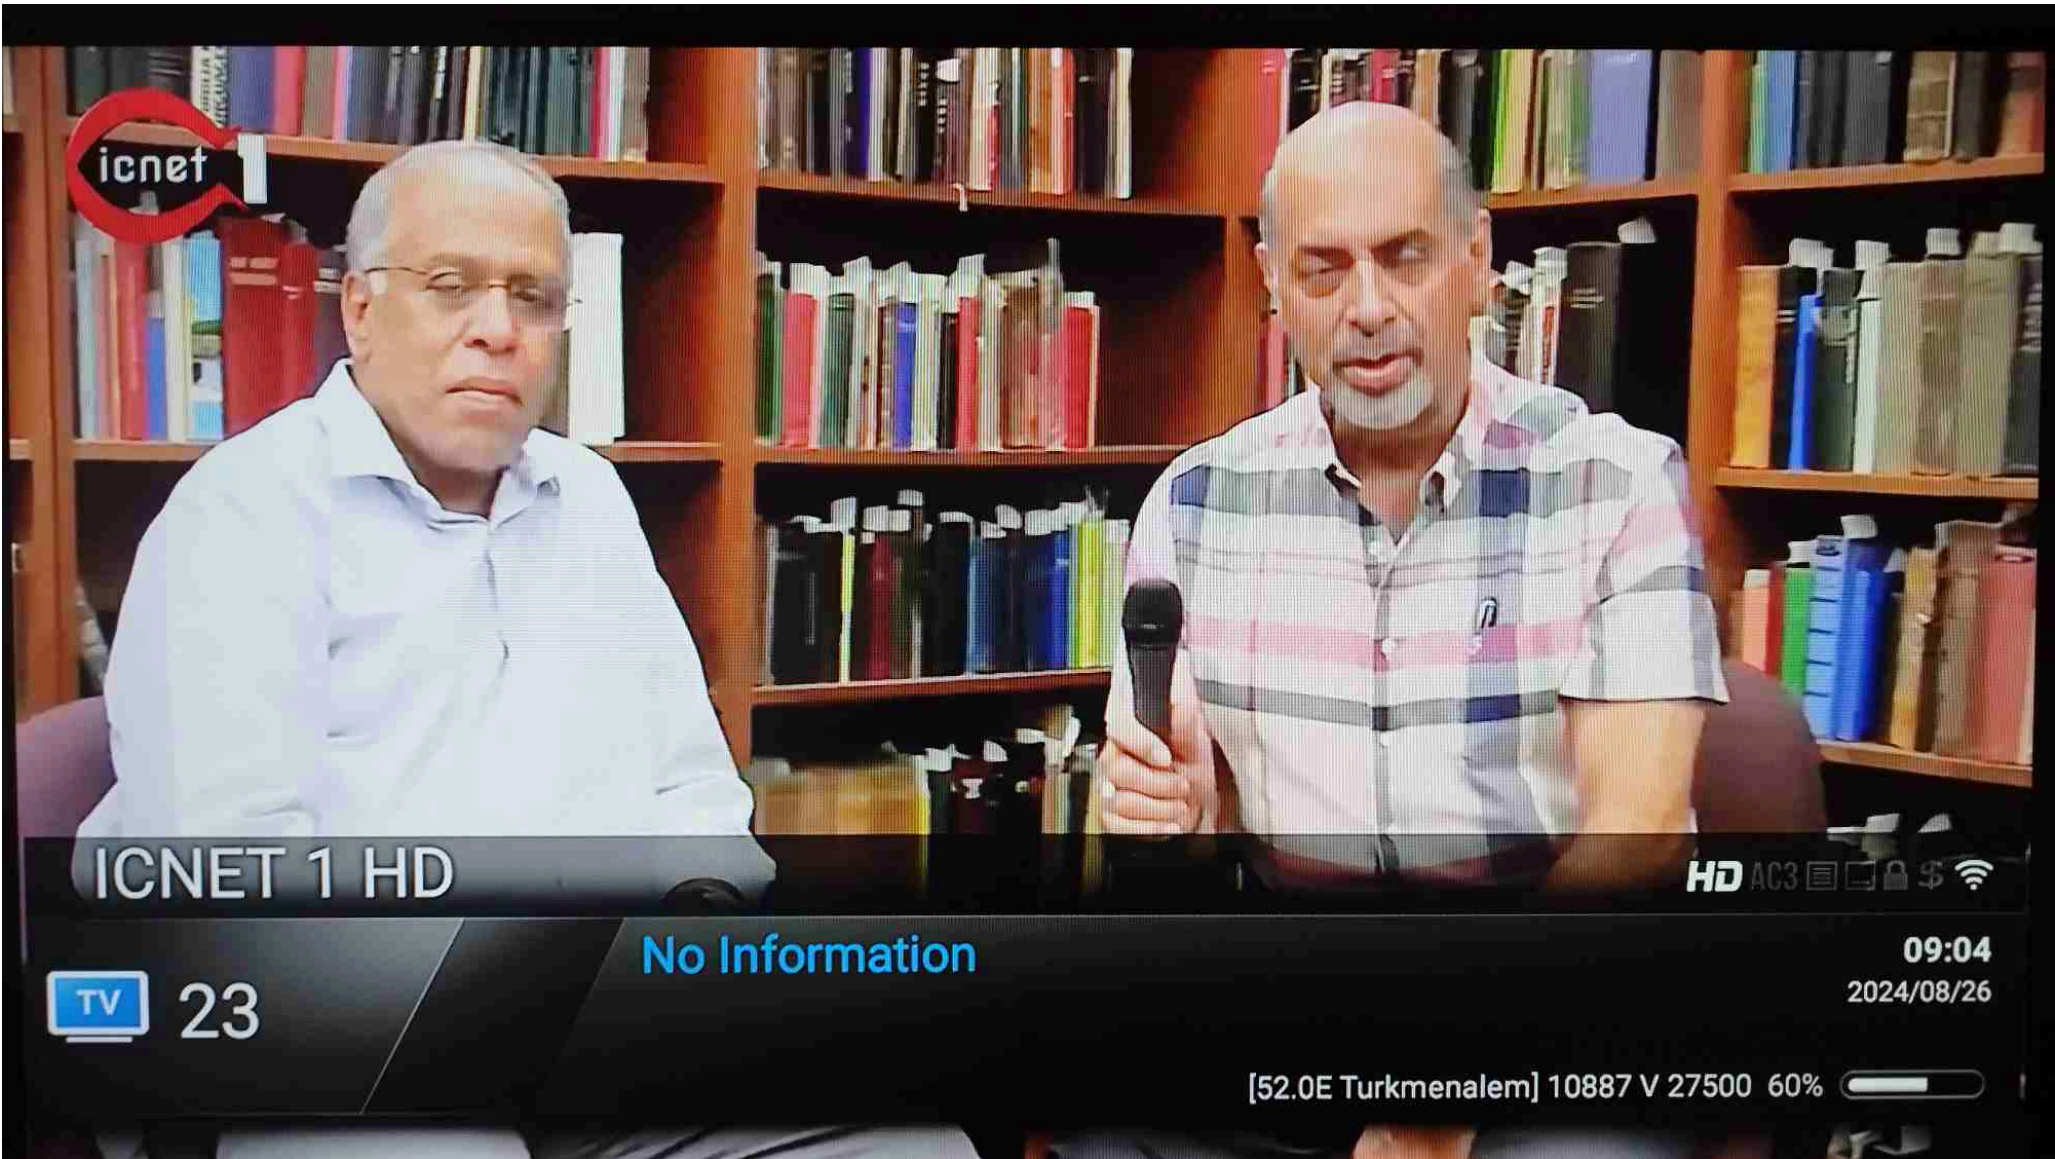 icnet 1
ICNET 1 HD
HD AC3 $
No Information
09:04
2024/08/26
TV 23
[52.0E Turkmenalem] 10887 V 27500 60%